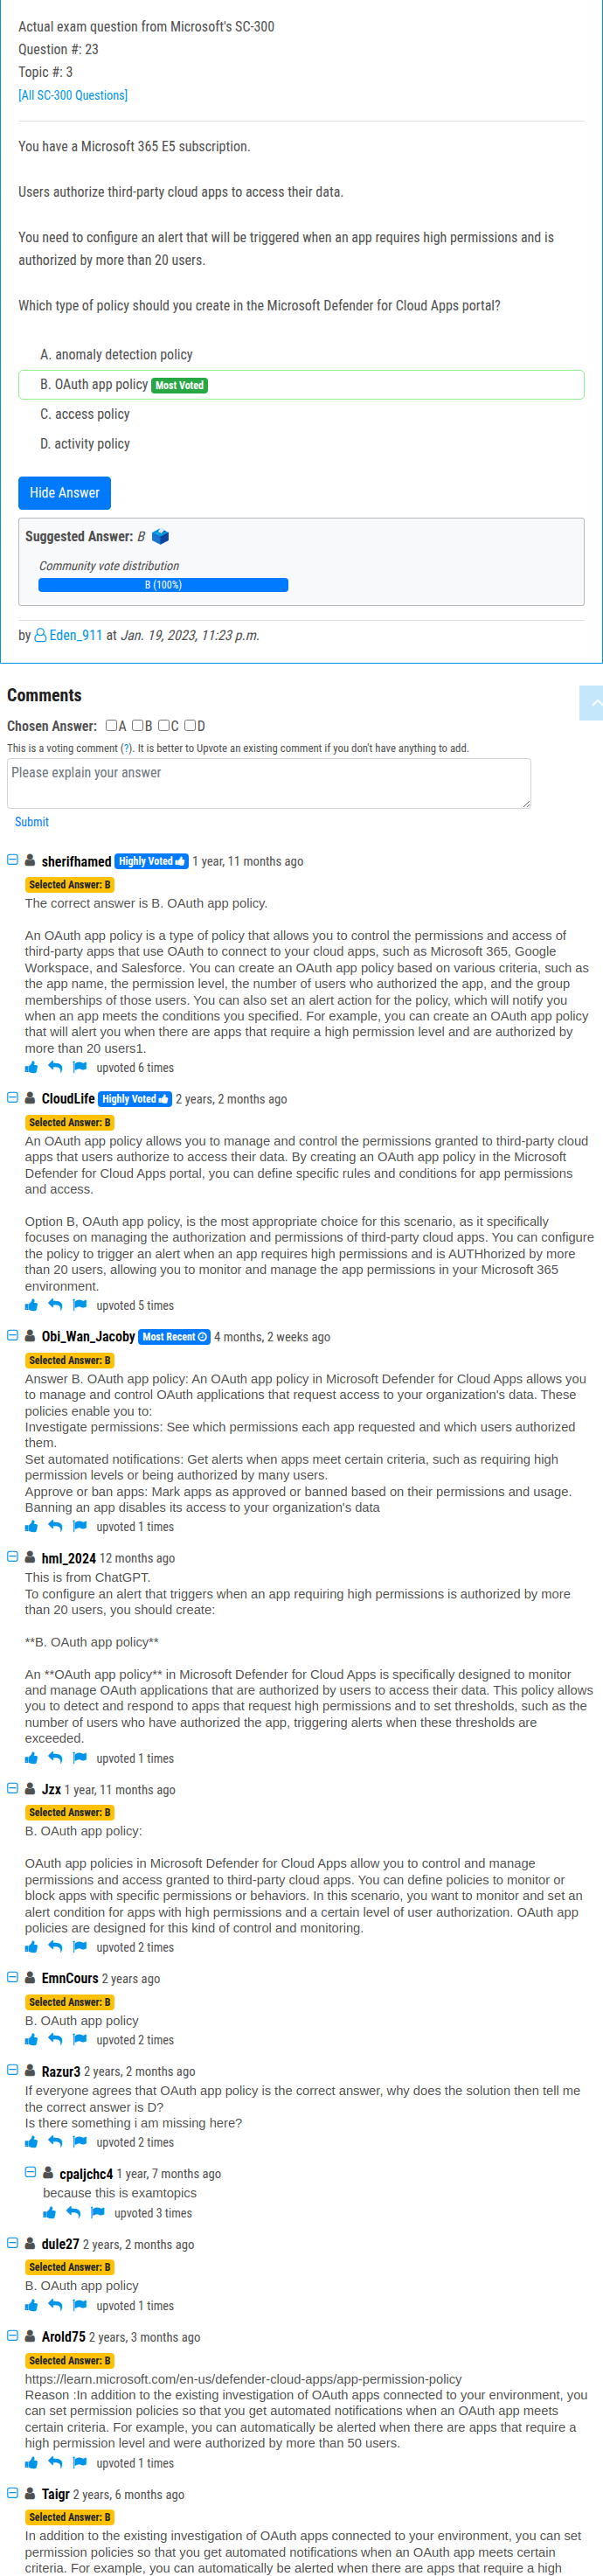 Actual exam question from Microsoft's SC-300
Question #: 23
Topic #: 3
[All SC-300 Questions]
You have a Microsoft 365 E5 subscription.
Users authorize third-party cloud apps to access their data.
You need to configure an alert that will be triggered when an app requires high permissions and is
authorized by more than 20 users.
Which type of policy should you create in the Microsoft Defender for Cloud Apps portal?
A. anomaly detection policy
B. OAuth app policy Most Voted
C. access policy
D. activity policy
Hide Answer
Suggested Answer: B
Community vote distribution
B (100%)
by Eden_911 at Jan. 19, 2023, 11:23 p.m.
Comments
Chosen Answer: A B C D
This is a voting comment (?). It is better to Upvote an existing comment if you don't have anything to add.
Please explain your answer
Submit
sherifhamed Highly Voted 1 year, 11 months ago
Selected Answer: B
The correct answer is B. OAuth app policy.
An OAuth app policy is a type of policy that allows you to control the permissions and access of
third-party apps that use OAuth to connect to your cloud apps, such as Microsoft 365, Google
Workspace, and Salesforce. You can create an OAuth app policy based on various criteria, such as
the app name, the permission level, the number of users who authorized the app, and the group
memberships of those users. You can also set an alert action for the policy, which will notify you
when an app meets the conditions you specified. For example, you can create an OAuth app policy
that will alert you when there are apps that require a high permission level and are authorized by
more than 20 users1.
upvoted 6 times
CloudLife Highly Voted 2 years, 2 months ago
Selected Answer: B
An OAuth app policy allows you to manage and control the permissions granted to third-party cloud
apps that users authorize to access their data. By creating an OAuth app policy in the Microsoft
Defender for Cloud Apps portal, you can define specific rules and conditions for app permissions
and access.
Option B, OAuth app policy, is the most appropriate choice for this scenario, as it specifically
focuses on managing the authorization and permissions of third-party cloud apps. You can configure
the policy to trigger an alert when an app requires high permissions and is AUTHhorized by more
than 20 users, allowing you to monitor and manage the app permissions in your Microsoft 365
environment.
upvoted 5 times
Obi_Wan_Jacoby Most Recent 4 months, 2 weeks ago
Selected Answer: B
Answer B. OAuth app policy: An OAuth app policy in Microsoft Defender for Cloud Apps allows you
to manage and control OAuth applications that request access to your organization's data. These
policies enable you to:
Investigate permissions: See which permissions each app requested and which users authorized
them.
Set automated notifications: Get alerts when apps meet certain criteria, such as requiring high
permission levels or being authorized by many users.
Approve or ban apps: Mark apps as approved or banned based on their permissions and usage.
Banning an app disables its access to your organization's data
upvoted 1 times
hml_2024 12 months ago
This is from ChatGPT.
To configure an alert that triggers when an app requiring high permissions is authorized by more
than 20 users, you should create:
**B. OAuth app policy**
An **OAuth app policy** in Microsoft Defender for Cloud Apps is specifically designed to monitor
and manage OAuth applications that are authorized by users to access their data. This policy allows
you to detect and respond to apps that request high permissions and to set thresholds, such as the
number of users who have authorized the app, triggering alerts when these thresholds are
exceeded.
upvoted 1 times
Jzx 1 year, 11 months ago
Selected Answer: B
B. OAuth app policy:
OAuth app policies in Microsoft Defender for Cloud Apps allow you to control and manage
permissions and access granted to third-party cloud apps. You can define policies to monitor or
block apps with specific permissions or behaviors. In this scenario, you want to monitor and set an
alert condition for apps with high permissions and a certain level of user authorization. OAuth app
policies are designed for this kind of control and monitoring.
upvoted 2 times
EmnCours 2 years ago
Selected Answer: B
B. OAuth app policy
upvoted 2 times
Razur3 2 years, 2 months ago
If everyone agrees that OAuth app policy is the correct answer, why does the solution then tell me
the correct answer is D?
Is there something i am missing here?
upvoted 2 times
cpaljchc4 1 year, 7 months ago
because this is examtopics
upvoted 3 times
dule27 2 years, 2 months ago
Selected Answer: B
B. OAuth app policy
upvoted 1 times
Arold75 2 years, 3 months ago
Selected Answer: B
https://learn.microsoft.com/en-us/defender-cloud-apps/app-permission-policy
Reason :In addition to the existing investigation of OAuth apps connected to your environment, you
can set permission policies so that you get automated notifications when an OAuth app meets
certain criteria. For example, you can automatically be alerted when there are apps that require a
high permission level and were authorized by more than 50 users.
upvoted 1 times
Taigr 2 years, 6 months ago
Selected Answer: B
In addition to the existing investigation of OAuth apps connected to your environment, you can set
permission policies so that you get automated notifications when an OAuth app meets certain
criteria. For example, you can automatically be alerted when there are apps that require a high